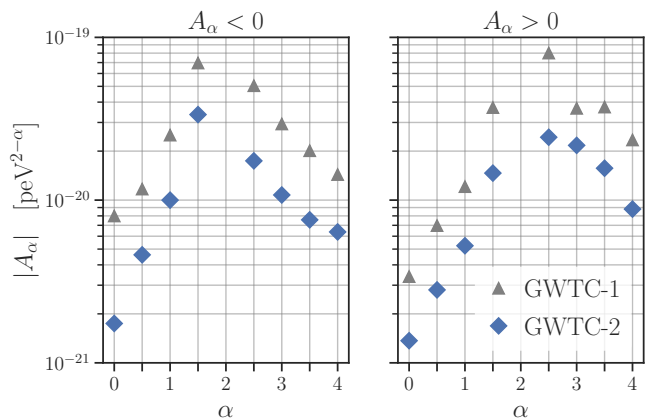 A_α < 0
A_α > 0
|A_α| [peV^{2−α}]
10^{−19}
10^{−20}
10^{−21}
0 1 2 3 4
α
0 1 2 3 4
α
GWTC-1
GWTC-2